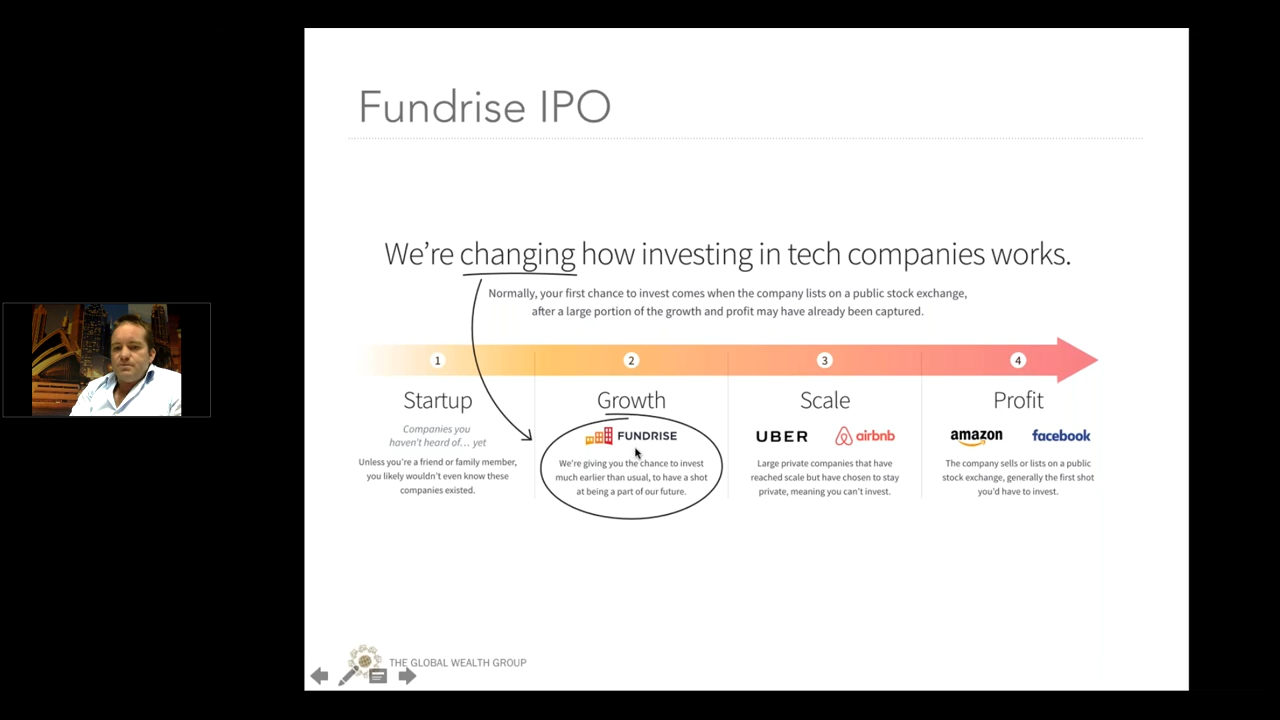 Fundrise IPO
We're changing how investing in tech companies works.
Normally, your first chance to invest comes when the company lists on a public stock exchange,
after a large portion of the growth and profit may have already been captured.
1
2
3
4
Startup
Companies you
haven't heard of... yet
Unless you're a friend or family member,
you likely wouldn't even know these
companies existed.
Growth
FUNDRISE
We're giving you the chance to invest
much earlier than usual, to have a shot
at being a part of our future.
Scale
UBER
airbnb
Large private companies that have
reached scale but have chosen to stay
private, meaning you can't invest.
Profit
amazon
facebook
The company sells or lists on a public
stock exchange, generally the first shot
you'd have to invest.
THE GLOBAL WEALTH GROUP